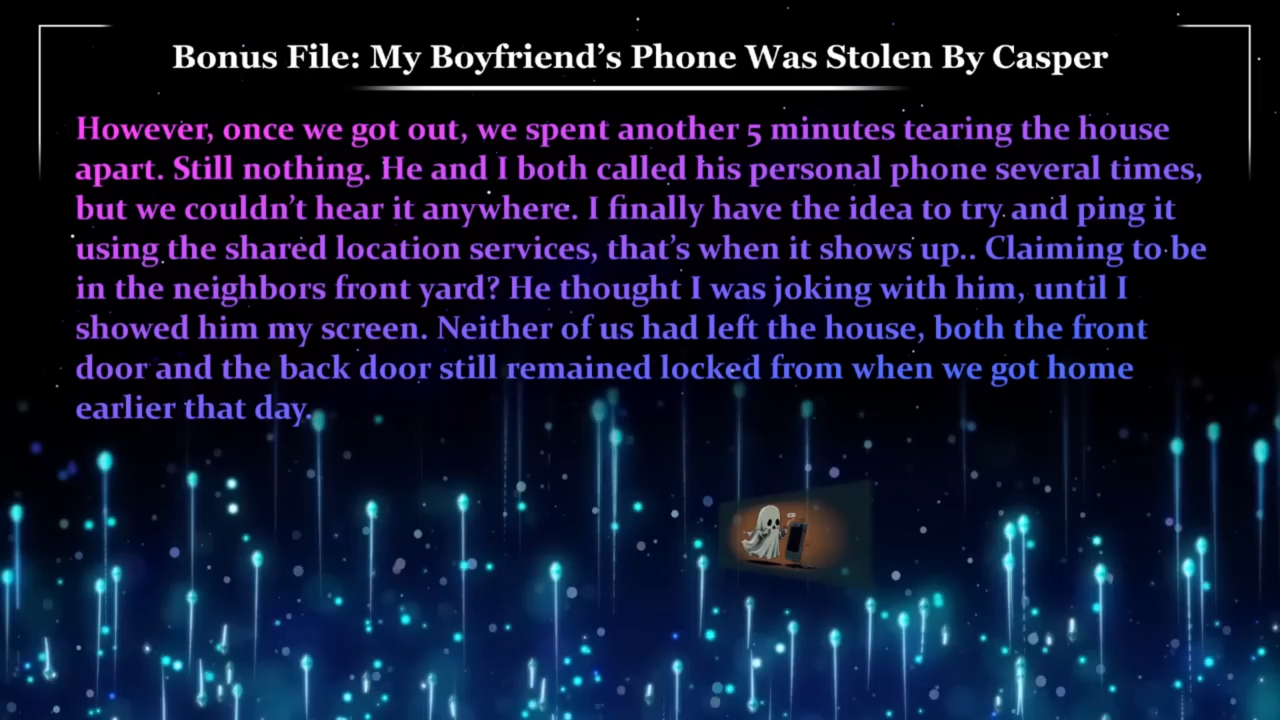 Bonus File: My Boyfriend’s Phone Was Stolen By Casper
However, once we got out, we spent another 5 minutes tearing the house
apart. Still nothing. He and I both called his personal phone several times,
but we couldn’t hear it anywhere. I finally have the idea to try and ping it
using the shared location services, that’s when it shows up.. Claiming to be
in the neighbors front yard? He thought I was joking with him, until I
showed him my screen. Neither of us had left the house, both the front
door and the back door still remained locked from when we got home
earlier that day.